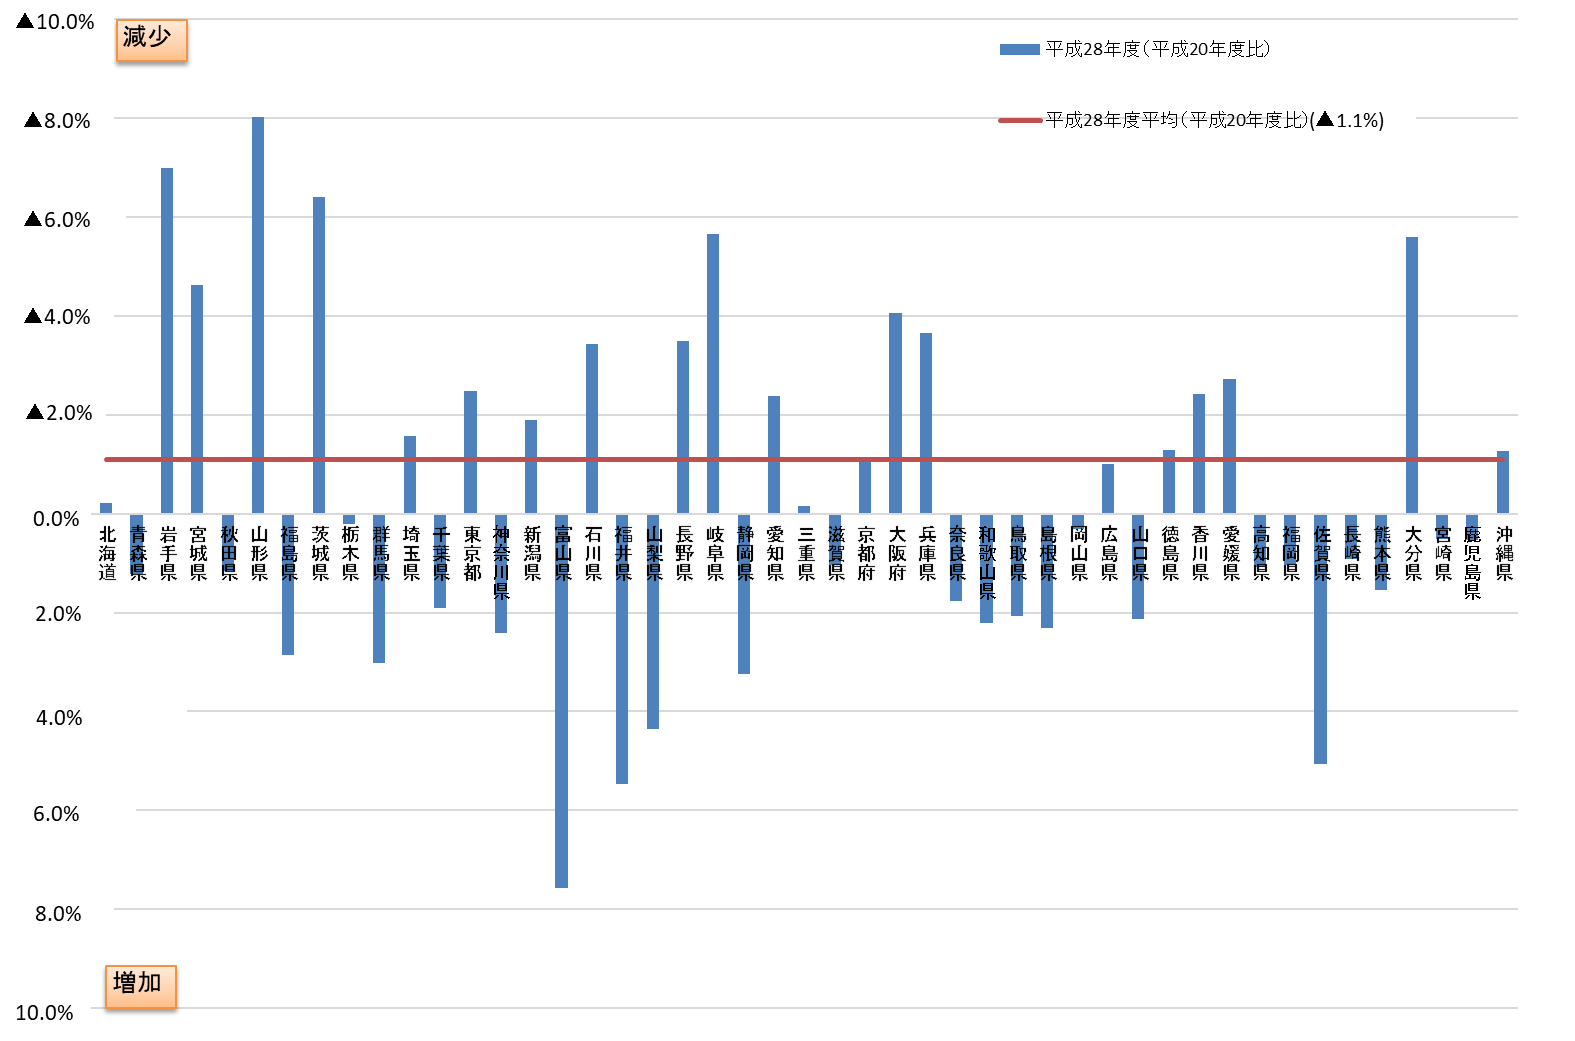 ▲10.0%
減少
平成28年度（平成20年度比）
▲8.0%
平成28年度平均（平成20年度比）(▲1.1%)
▲6.0%
▲4.0%
▲2.0%
0.0%
北海道
青森県
岩手県
宮城県
秋田県
山形県
福島県
茨城県
栃木県
群馬県
埼玉県
千葉県
東京都
神奈川県
新潟県
富山県
石川県
福井県
山梨県
長野県
岐阜県
静岡県
愛知県
三重県
滋賀県
京都府
大阪府
兵庫県
奈良県
和歌山県
鳥取県
島根県
岡山県
広島県
山口県
徳島県
香川県
愛媛県
高知県
福岡県
佐賀県
長崎県
熊本県
大分県
宮崎県
鹿児島県
沖縄県
2.0%
4.0%
6.0%
8.0%
増加
10.0%